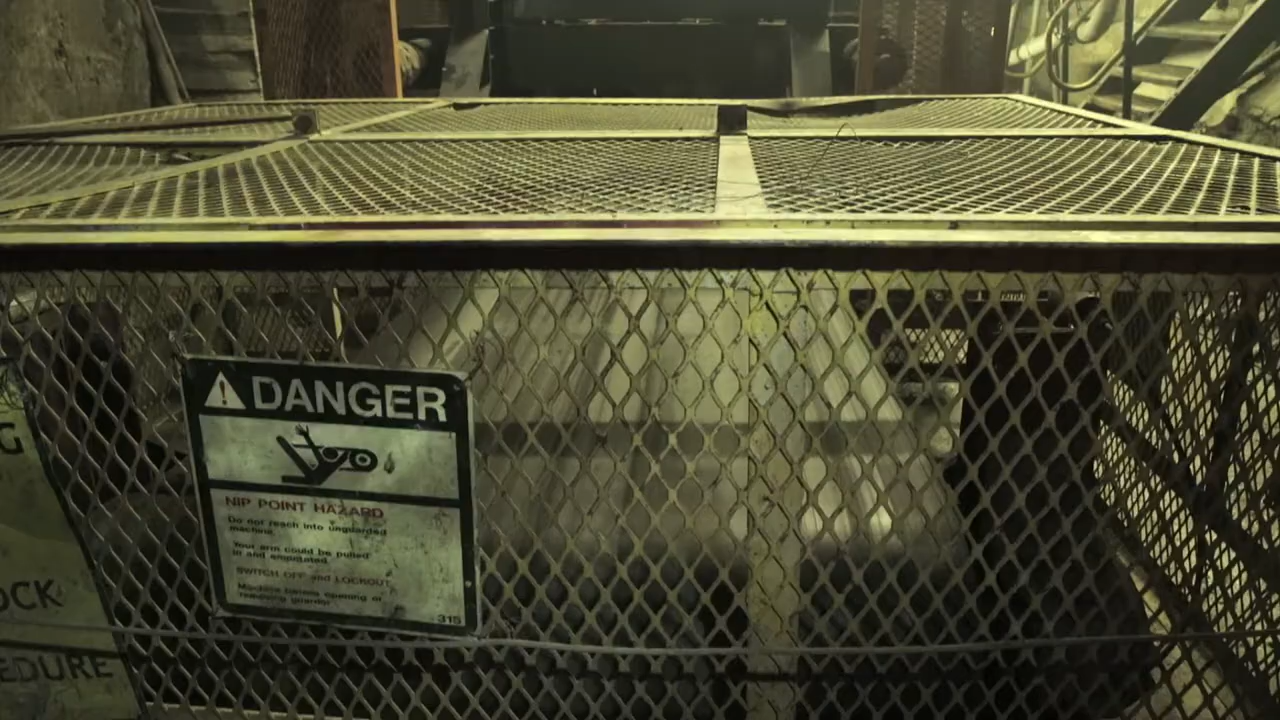 DANGER
NIP POINT HAZARD
Do not reach into unguarded
machine.
Your arm could be pulled
in and amputated.
SWITCH OFF and LOCKOUT
Machine before opening or
removing guards.
315
G
OCK
EDURE